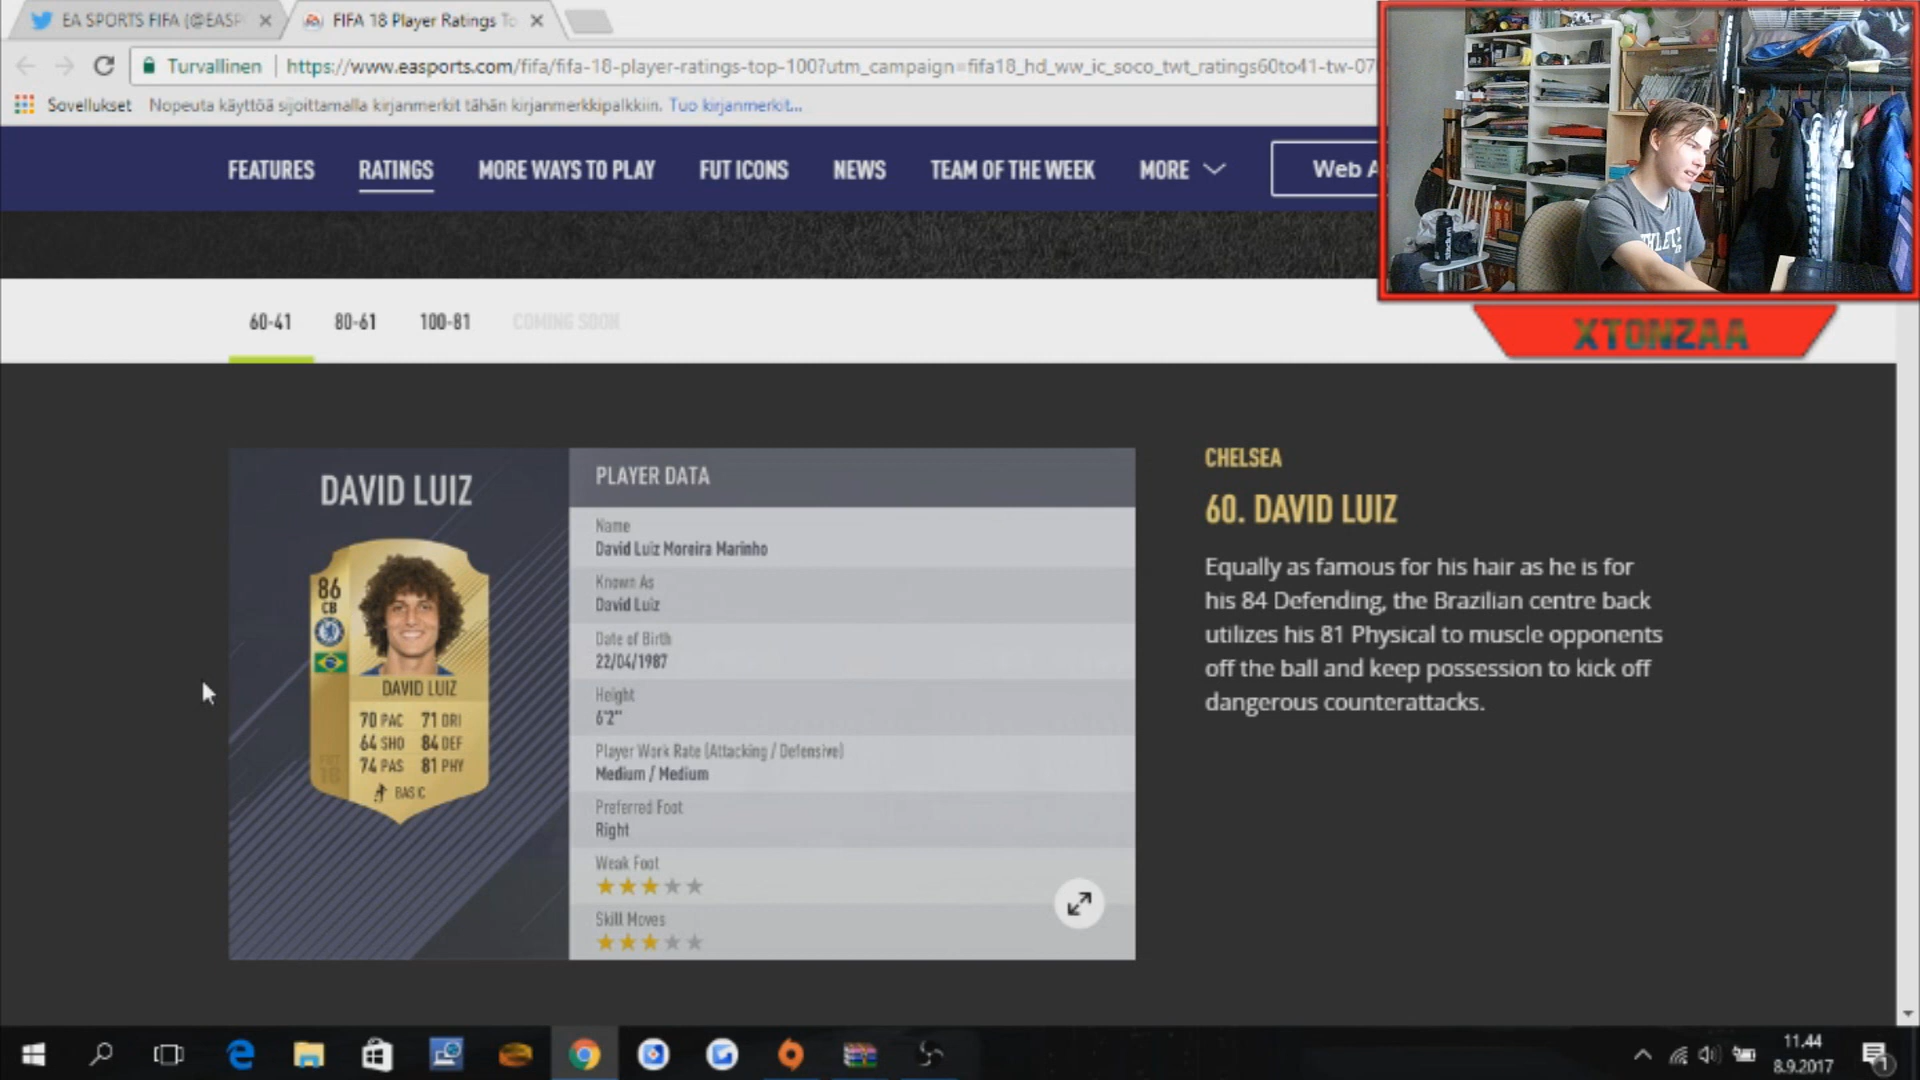 EA SPORTS FIFA (@EASP
FIFA 18 Player Ratings To
Turvallinen
https://www.easports.com/fifa/fifa-18-player-ratings-top-100?utm_campaign=fifa18_hd_ww_ic_soco_twt_ratings60to41-tw-07
Sovellukset
Nopeuta käyttöä sijoittamalla kirjanmerkit tähän kirjanmerkkipalkkiin. Tuo kirjanmerkit...
FEATURES
RATINGS
MORE WAYS TO PLAY
FUT ICONS
NEWS
TEAM OF THE WEEK
MORE
Web A
60-41
80-61
100-81
COMING SOON
XTONZAA
DAVID LUIZ
86
CB
DAVID LUIZ
70 PAC 71 DRI
64 SHO 84 DEF
74 PAS 81 PHY
BASIC
PLAYER DATA
Name
David Luiz Moreira Marinho
Known As
David Luiz
Date of Birth
22/04/1987
Height
6'2"
Player Work Rate (Attacking / Defensive)
Medium / Medium
Preferred Foot
Right
Weak Foot
Skill Moves
CHELSEA
60. DAVID LUIZ
Equally as famous for his hair as he is for
his 84 Defending, the Brazilian centre back
utilizes his 81 Physical to muscle opponents
off the ball and keep possession to kick off
dangerous counterattacks.
11.44
8.9.2017
1